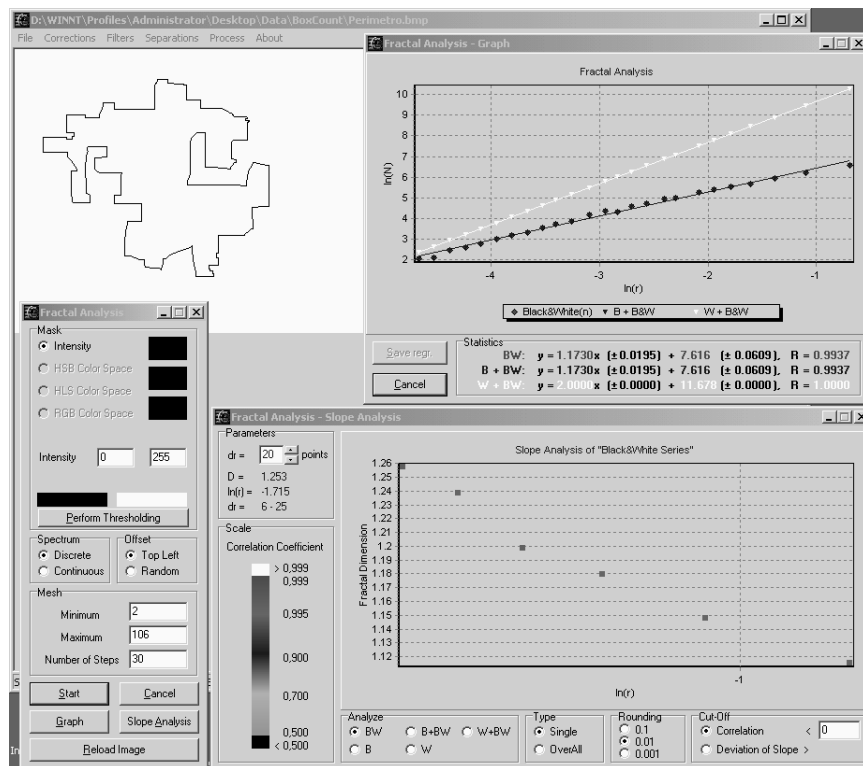 D:\WINNT\Profiles\Administrator\Desktop\Data\BoxCount\Perimetro.bmp
File Corrections Filters Separations Process About
Fractal Analysis - Graph
Fractal Analysis
ln(N)
10
9
8
7
6
5
4
3
2
-4 -3 -2 -1
ln(r)
Black&White(n) B + B&W W + B&W
Save regr.
Cancel
Statistics
BW: y = 1.1730x (± 0.0195) + 7.616 (± 0.0609), R = 0.9937
B + BW: y = 1.1730x (± 0.0195) + 7.616 (± 0.0609), R = 0.9937
W + BW: y = 2.0000x (± 0.0000) + 11.678 (± 0.0000), R = 1.0000
Fractal Analysis
Mask
Intensity
HSB Color Space
HLS Color Space
RGB Color Space
Intensity 0 255
Perform Thresholding
Spectrum
Discrete
Continuous
Offset
Top Left
Random
Mesh
Minimum 2
Maximum 106
Number of Steps 30
Start Cancel
Graph Slope Analysis
Reload Image
Fractal Analysis - Slope Analysis
Parameters
dr = 20 points
D = 1.253
ln(r) = -1.715
dr = 6 - 25
Scale
Correlation Coefficient
> 0,999
0,999
0,995
0,900
0,700
0,500
< 0,500
Slope Analysis of "Black&White Series"
Fractal Dimension
1.26
1.25
1.24
1.23
1.22
1.21
1.2
1.19
1.18
1.17
1.16
1.15
1.14
1.13
1.12
-1
ln(r)
Analyze
BW B+BW W+BW
B W
Type
Single
OverAll
Rounding
0.1
0.01
0.001
Cut-Off
Correlation < 0
Deviation of Slope >